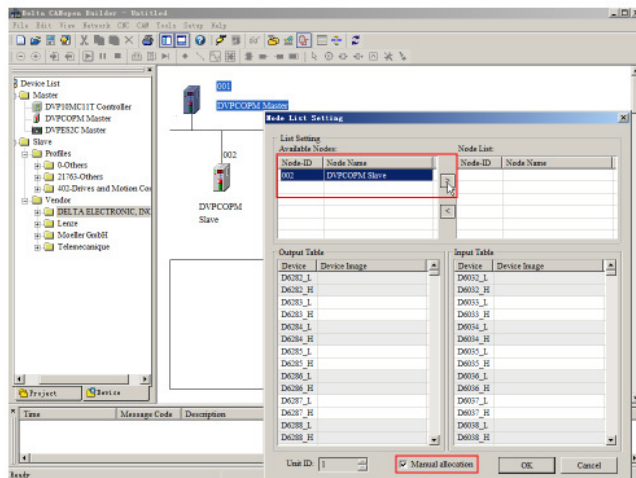 Delta CANopen Builder - Untitled
File Edit View Network CNC CAM Tools Setup Help
Device List
Master
DVP10MC11T Controller
DVPCOPM Master
DVPES2C Master
Slave
Profiles
0-Others
21763-Others
402-Drives and Motion Con
Vendor
DELTA ELECTRONIC, INC
Lenze
Moeller GmbH
Telemecanique
Project Device
001
DVPCOPM Master
002
DVPCOPM
Slave
Node List Setting
List Setting
Available Nodes: Node List:
Node-ID Node Name Node-ID Node Name
002 DVPCOPM Slave
>
<
Output Table Input Table
Device Device Image Device Device Image
D6282_L D6032_L
D6282_H D6032_H
D6283_L D6033_L
D6283_H D6033_H
D6284_L D6034_L
D6284_H D6034_H
D6285_L D6035_L
D6285_H D6035_H
D6286_L D6036_L
D6286_H D6036_H
D6287_L D6037_L
D6287_H D6037_H
D6288_L D6038_L
D6288_H D6038_H
Unit ID: 1 Manual allocation OK Cancel
Time Message Code Description
Ready